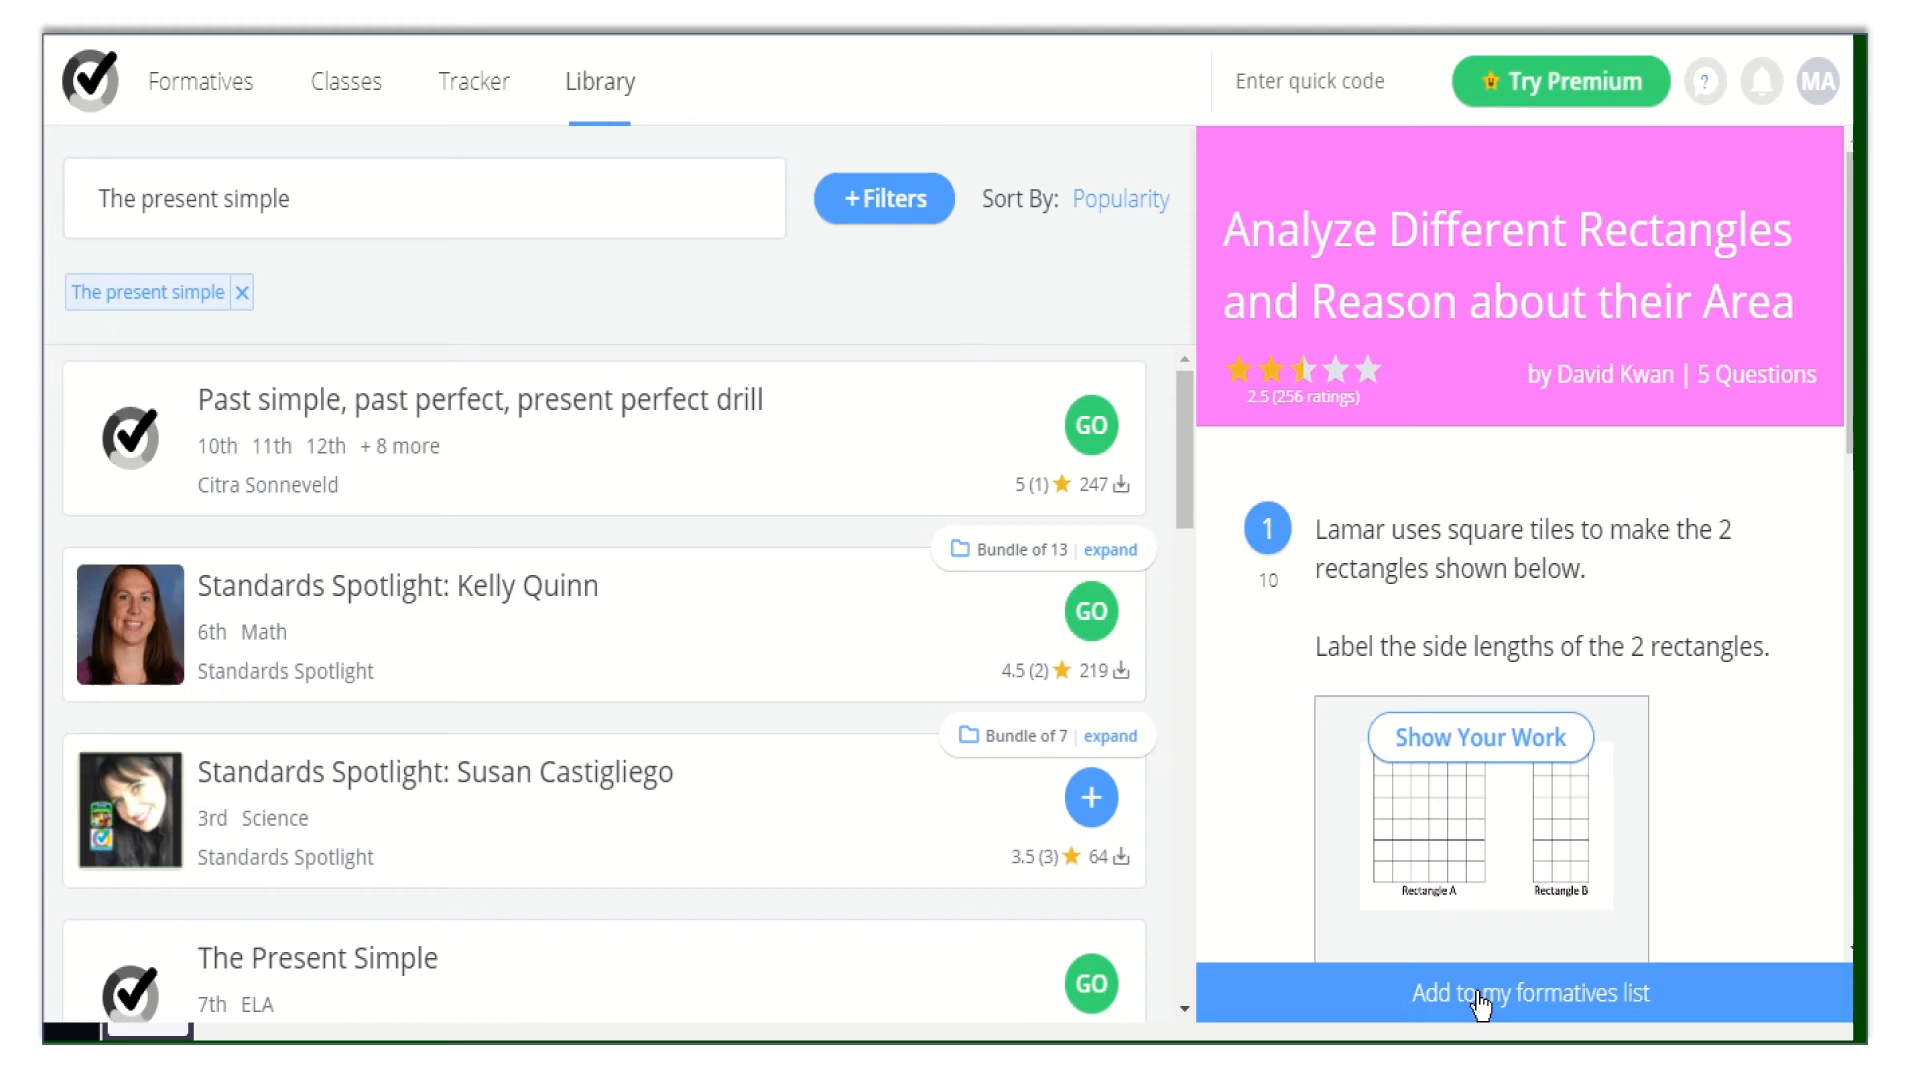 Formatives Classes Tracker Library Enter quick code Try Premium ? MA
The present simple +Filters Sort By: Popularity
The present simple ×
Past simple, past perfect, present perfect drill
10th 11th 12th + 8 more
GO
Citra Sonneveld
5 (1) 247
Bundle of 13 | expand
Standards Spotlight: Kelly Quinn
6th Math
GO
Standards Spotlight
4.5 (2) 219
Bundle of 7 | expand
Standards Spotlight: Susan Castigliego
3rd Science
+
Standards Spotlight
3.5 (3) 64
The Present Simple
7th ELA
GO
Analyze Different Rectangles
and Reason about their Area
2.5 (256 ratings)
by David Kwan | 5 Questions
1
10
Lamar uses square tiles to make the 2
rectangles shown below.
Label the side lengths of the 2 rectangles.
Show Your Work
Rectangle A Rectangle B
Add to my formatives list